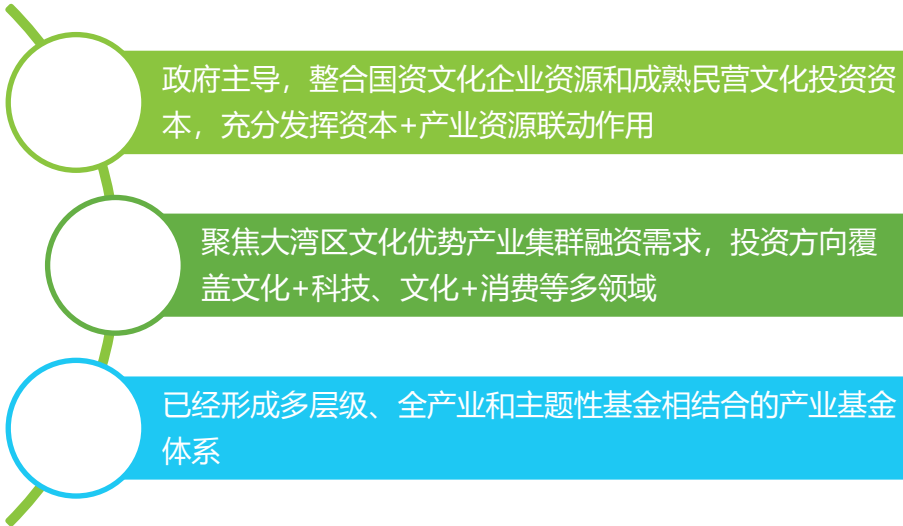 政府主导，整合国资文化企业资源和成熟民营文化投资资
本，充分发挥资本+产业资源联动作用
聚焦大湾区文化优势产业集群融资需求，投资方向覆
盖文化+科技、文化+消费等多领域
已经形成多层级、全产业和主题性基金相结合的产业基金
体系